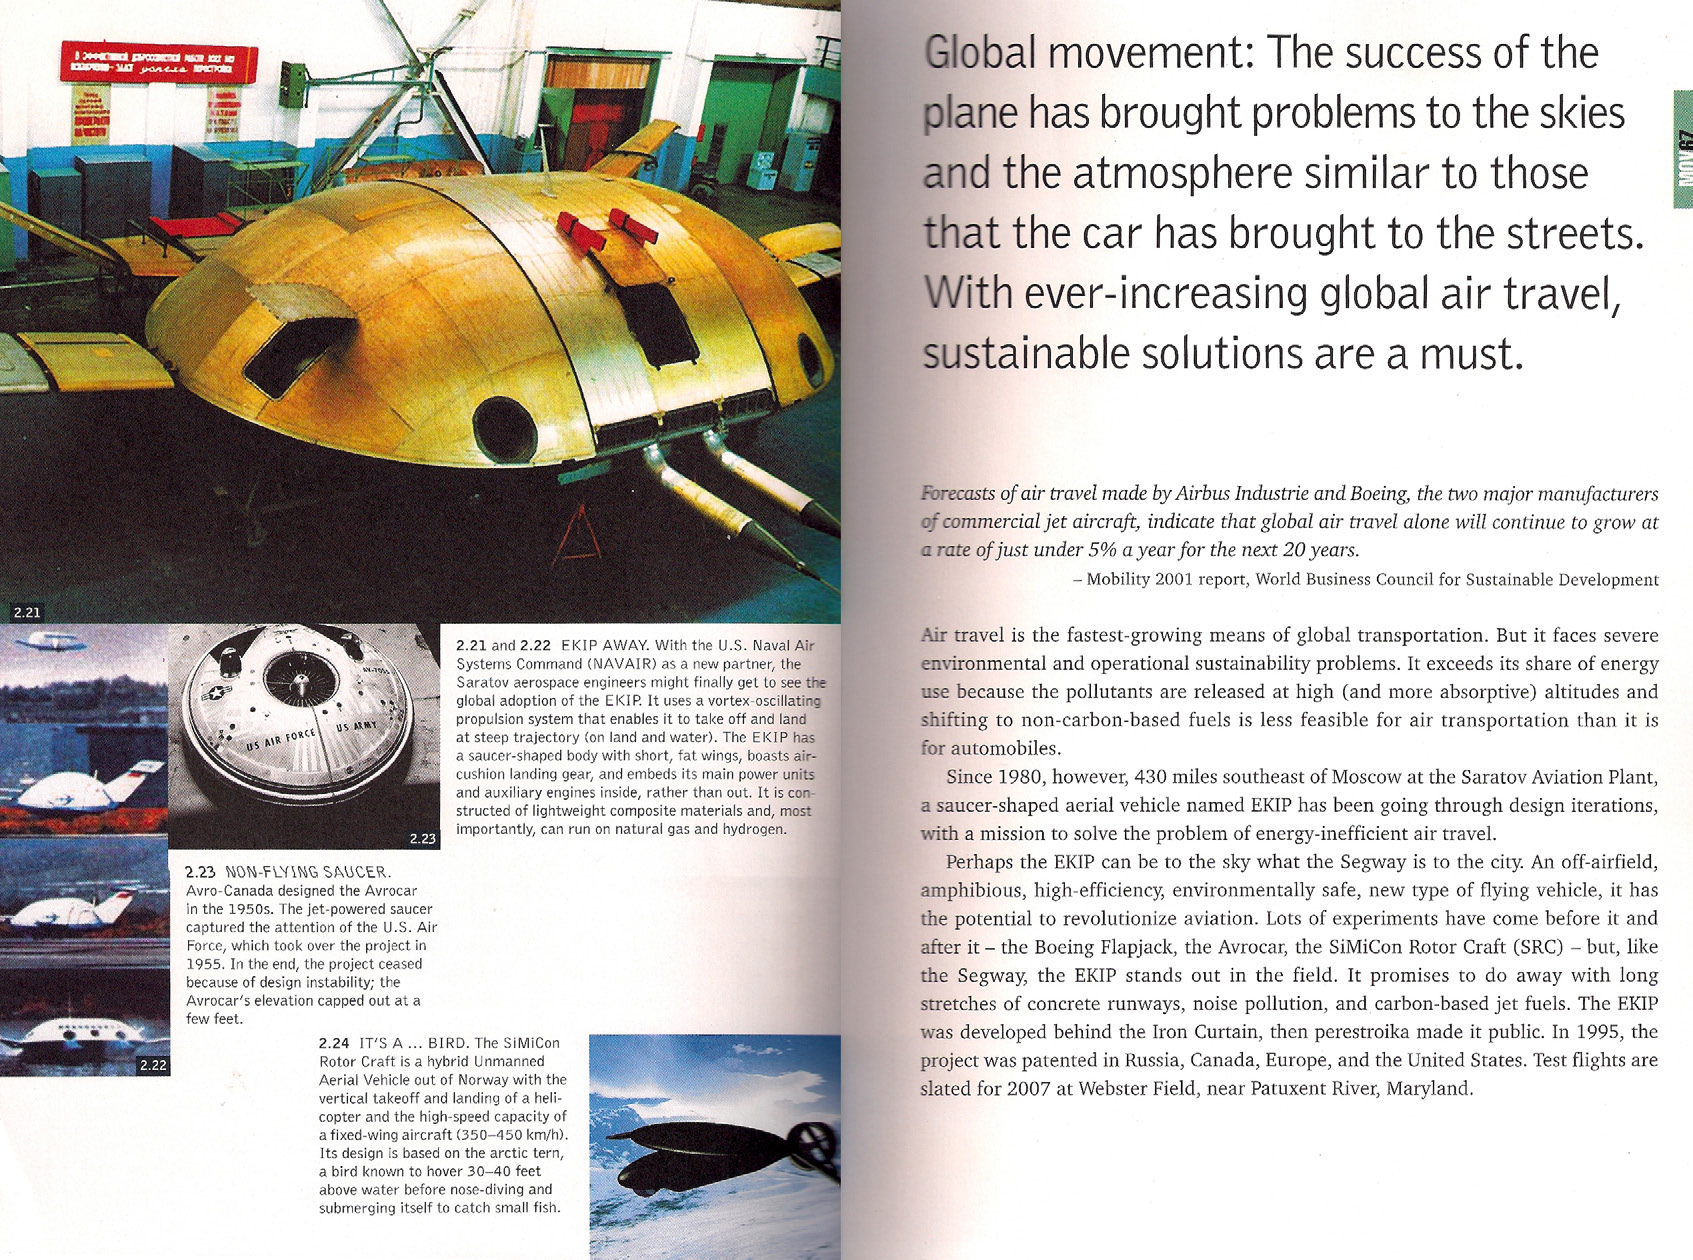 В ЭФФЕКТИВНОЙ
успеха ПЕРЕСТРОЙКИ
2.21
AV-7055
US AIR FORCE
US ARMY
2.23
2.22
2.21 and 2.22 EKIP AWAY. With the U.S. Naval Air
Systems Command (NAVAIR) as a new partner, the
Saratov aerospace engineers might finally get to see the
global adoption of the EKIP. It uses a vortex-oscillating
propulsion system that enables it to take off and land
at steep trajectory (on land and water). The EKIP has
a saucer-shaped body with short, fat wings, boasts air-
cushion landing gear, and embeds its main power units
and auxiliary engines inside, rather than out. It is con-
structed of lightweight composite materials and, most
importantly, can run on natural gas and hydrogen.
2.23 NON-FLYING SAUCER.
Avro-Canada designed the Avrocar
in the 1950s. The jet-powered saucer
captured the attention of the U.S. Air
Force, which took over the project in
1955. In the end, the project ceased
because of design instability; the
Avrocar's elevation capped out at a
few feet.
2.24 IT'S A ... BIRD. The SiMiCon
Rotor Craft is a hybrid Unmanned
Aerial Vehicle out of Norway with the
vertical takeoff and landing of a heli-
copter and the high-speed capacity of
a fixed-wing aircraft (350–450 km/h).
Its design is based on the arctic tern,
a bird known to hover 30–40 feet
above water before nose-diving and
submerging itself to catch small fish.
Global movement: The success of the
plane has brought problems to the skies
and the atmosphere similar to those
that the car has brought to the streets.
With ever-increasing global air travel,
sustainable solutions are a must.
MOV67
Forecasts of air travel made by Airbus Industrie and Boeing, the two major manufacturers
of commercial jet aircraft, indicate that global air travel alone will continue to grow at
a rate of just under 5% a year for the next 20 years.
– Mobility 2001 report, World Business Council for Sustainable Development
Air travel is the fastest-growing means of global transportation. But it faces severe
environmental and operational sustainability problems. It exceeds its share of energy
use because the pollutants are released at high (and more absorptive) altitudes and
shifting to non-carbon-based fuels is less feasible for air transportation than it is
for automobiles.
Since 1980, however, 430 miles southeast of Moscow at the Saratov Aviation Plant,
a saucer-shaped aerial vehicle named EKIP has been going through design iterations,
with a mission to solve the problem of energy-inefficient air travel.
Perhaps the EKIP can be to the sky what the Segway is to the city. An off-airfield,
amphibious, high-efficiency, environmentally safe, new type of flying vehicle, it has
the potential to revolutionize aviation. Lots of experiments have come before it and
after it – the Boeing Flapjack, the Avrocar, the SiMiCon Rotor Craft (SRC) – but, like
the Segway, the EKIP stands out in the field. It promises to do away with long
stretches of concrete runways, noise pollution, and carbon-based jet fuels. The EKIP
was developed behind the Iron Curtain, then perestroika made it public. In 1995, the
project was patented in Russia, Canada, Europe, and the United States. Test flights are
slated for 2007 at Webster Field, near Patuxent River, Maryland.